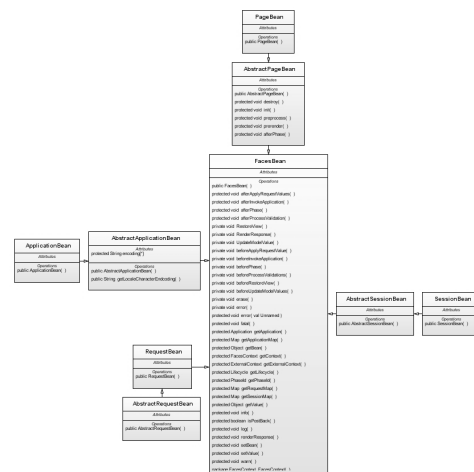 PageBean
Attributes
Operations
public PageBean( )
AbstractPageBean
Attributes
Operations
public AbstractPageBean( )
protected void destroy( )
protected void init( )
protected void preprocess( )
protected void prerender( )
protected void afterPhase( )
FacesBean
Attributes
Operations
public FacesBean( )
protected void afterApplyRequestValues( )
protected void afterInvokeApplication( )
protected void afterPhase( )
protected void afterProcessValidation( )
private void RestoreView( )
private void RenderResponse( )
private void UpdateModelValue( )
private void beforeApplyRequestValue( )
private void beforeInvokeApplication( )
private void beforePhase( )
private void beforeProcessValidations( )
private void beforeRestoreView( )
private void beforeUpdateModelValues( )
private void erase( )
private void error( )
protected void error( val Unnamed )
protected void fatal( )
protected Application getApplication( )
protected Map getApplicationMap( )
protected Object getBean( )
protected FacesContext getContext( )
protected ExternalContext getExternalContext( )
protected Lifecycle getLifecycle( )
protected PhaseId getPhaseId( )
protected Map getRequestMap( )
protected Map getSessionMap( )
protected Object getValue( )
protected void info( )
protected boolean isPostBack( )
protected void log( )
protected void renderResponse( )
protected void setBean( )
protected void setValue( )
protected void warn( )
package FacesContext FacesContext( )
ApplicationBean
Attributes
Operations
public ApplicationBean( )
AbstractApplicationBean
Attributes
protected String encoding[*]
Operations
public AbstractApplicationBean( )
public String getLocaleCharacterEncoding( )
AbstractSessionBean
Attributes
Operations
public AbstractSessionBean( )
SessionBean
Attributes
Operations
public SessionBean( )
RequestBean
Attributes
Operations
AbstractRequestBean
Attributes
Operations
public AbstractRequestBean( )